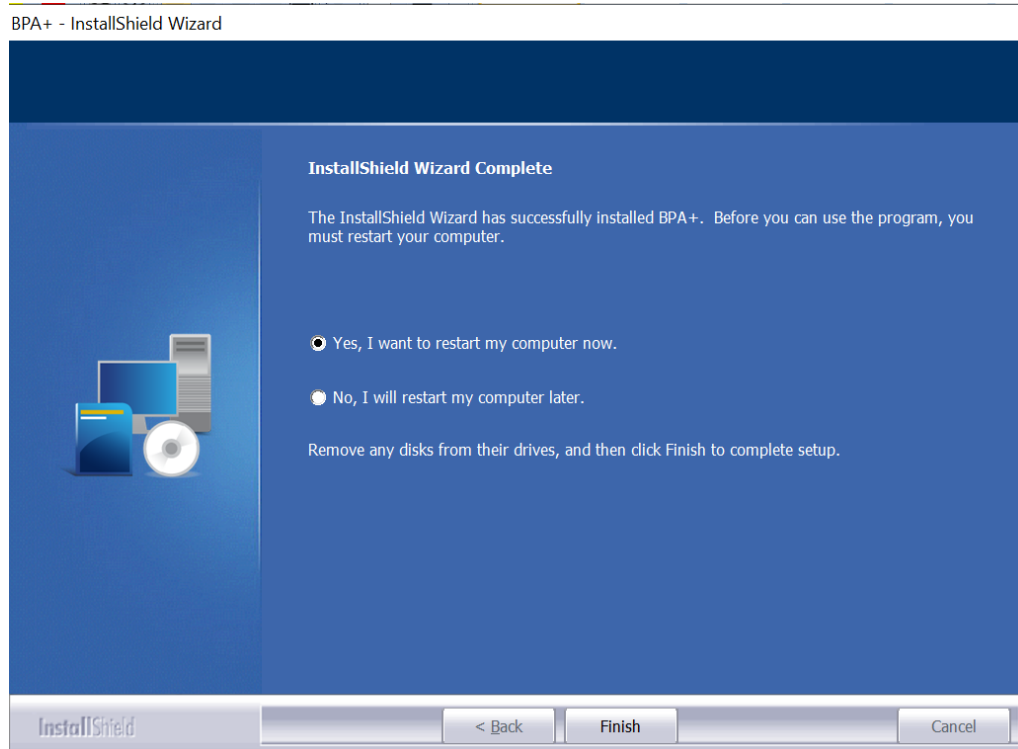 BPA+ - InstallShield Wizard
InstallShield Wizard Complete
The InstallShield Wizard has successfully installed BPA+. Before you can use the program, you
must restart your computer.
Yes, I want to restart my computer now.
No, I will restart my computer later.
Remove any disks from their drives, and then click Finish to complete setup.
InstallShield
< Back
Finish
Cancel